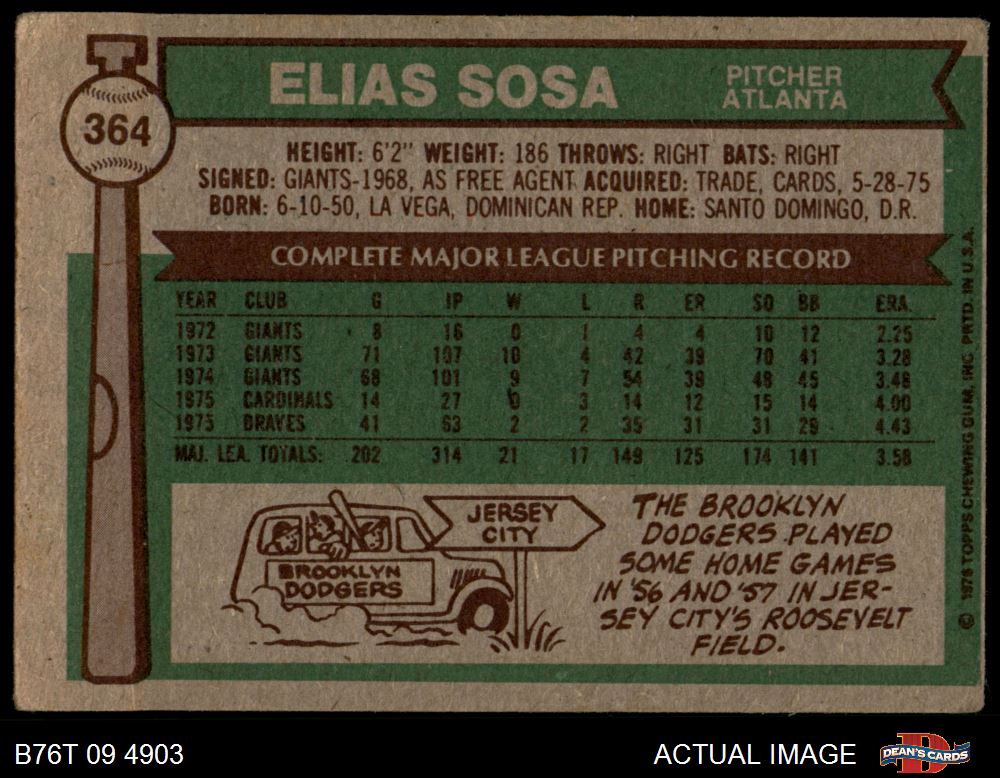 364
ELIAS SOSA
PITCHER
ATLANTA
HEIGHT: 6'2" WEIGHT: 186 THROWS: RIGHT BATS: RIGHT
SIGNED: GIANTS-1968, AS FREE AGENT ACQUIRED: TRADE, CARDS, 5-28-75
BORN: 6-10-50, LA VEGA, DOMINICAN REP. HOME: SANTO DOMINGO, D.R.
COMPLETE MAJOR LEAGUE PITCHING RECORD
YEAR CLUB G IP W L R ER SO BB ERA
1972 GIANTS 8 16 0 1 4 4 10 12 2.25
1973 GIANTS 71 107 10 4 42 39 70 41 3.28
1974 GIANTS 68 101 9 7 54 39 48 45 3.48
1975 CARDINALS 14 27 0 3 14 12 15 14 4.00
1975 BRAVES 41 63 2 2 35 31 31 29 4.43
MAJ. LEA. TOTALS: 202 314 21 17 149 125 174 141 3.58
BROOKLYN
DODGERS
JERSEY
CITY
THE BROOKLYN
DODGERS PLAYED
SOME HOME GAMES
IN '56 AND '57 IN JER-
SEY CITY'S ROOSEVELT
FIELD.
© 1976 TOPPS CHEWING GUM, INC. PRTD. IN U.S.A.
B76T 09 4903
ACTUAL IMAGE
DEAN'S CARDS